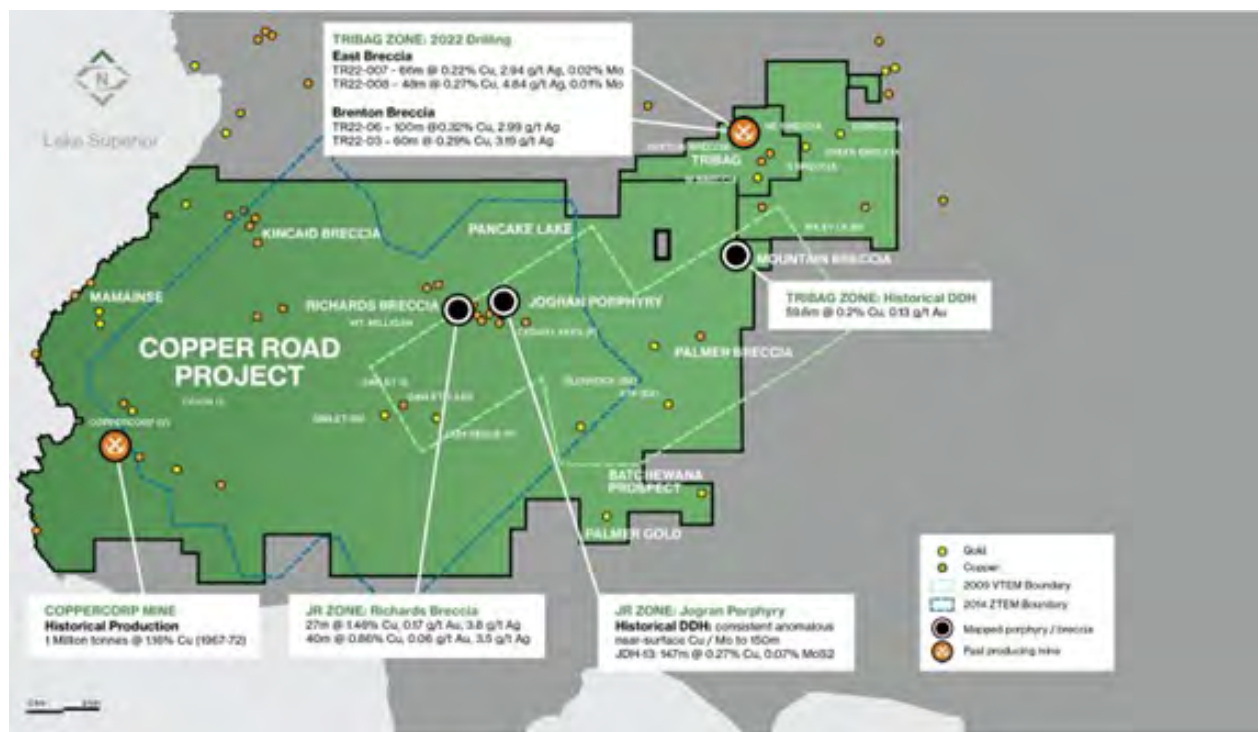 TRIBAG ZONE: 2022 Drilling
East Breccia
TR22-007 - 66m @ 0.22% Cu, 2.94 g/t Ag, 0.02% Mo
TR22-008 - 48m @ 0.27% Cu, 4.84 g/t Ag, 0.01% Mo
Brenton Breccia
TR22-06 - 100m @0.32% Cu, 2.99 g/t Ag
TR22-03 - 60m @ 0.29% Cu, 3.19 g/t Ag
N
Lake Superior
TRIBAG
KINCAID BRECCIA
PANCAKE LAKE
MOUNTAIN BRECCIA
MAMAINSE
RICHARDS BRECCIA
JOGRAN PORPHYRY
MT. MILLIGAN
TRIBAG ZONE: Historical DDH
59.6m @ 0.2% Cu, 0.13 g/t Au
COPPER ROAD
PROJECT
PALMER BRECCIA
BATCHEWANA
PROSPECT
PALMER GOLD
COPPERCORP MINE
Historical Production
1 Million tonnes @ 1.16% Cu (1967-72)
JR ZONE: Richards Breccia
27m @ 1.48% Cu, 0.17 g/t Au, 3.8 g/t Ag
40m @ 0.86% Cu, 0.06 g/t Au, 3.5 g/t Ag
JR ZONE: Jogran Porphyry
Historical DDH: consistent anomalous
near-surface Cu / Mo to 150m
JDH-13: 147m @ 0.27% Cu, 0.07% MoS2
Gold
Copper
2009 VTEM Boundary
2014 ZTEM Boundary
Mapped porphyry / breccia
Past producing mine